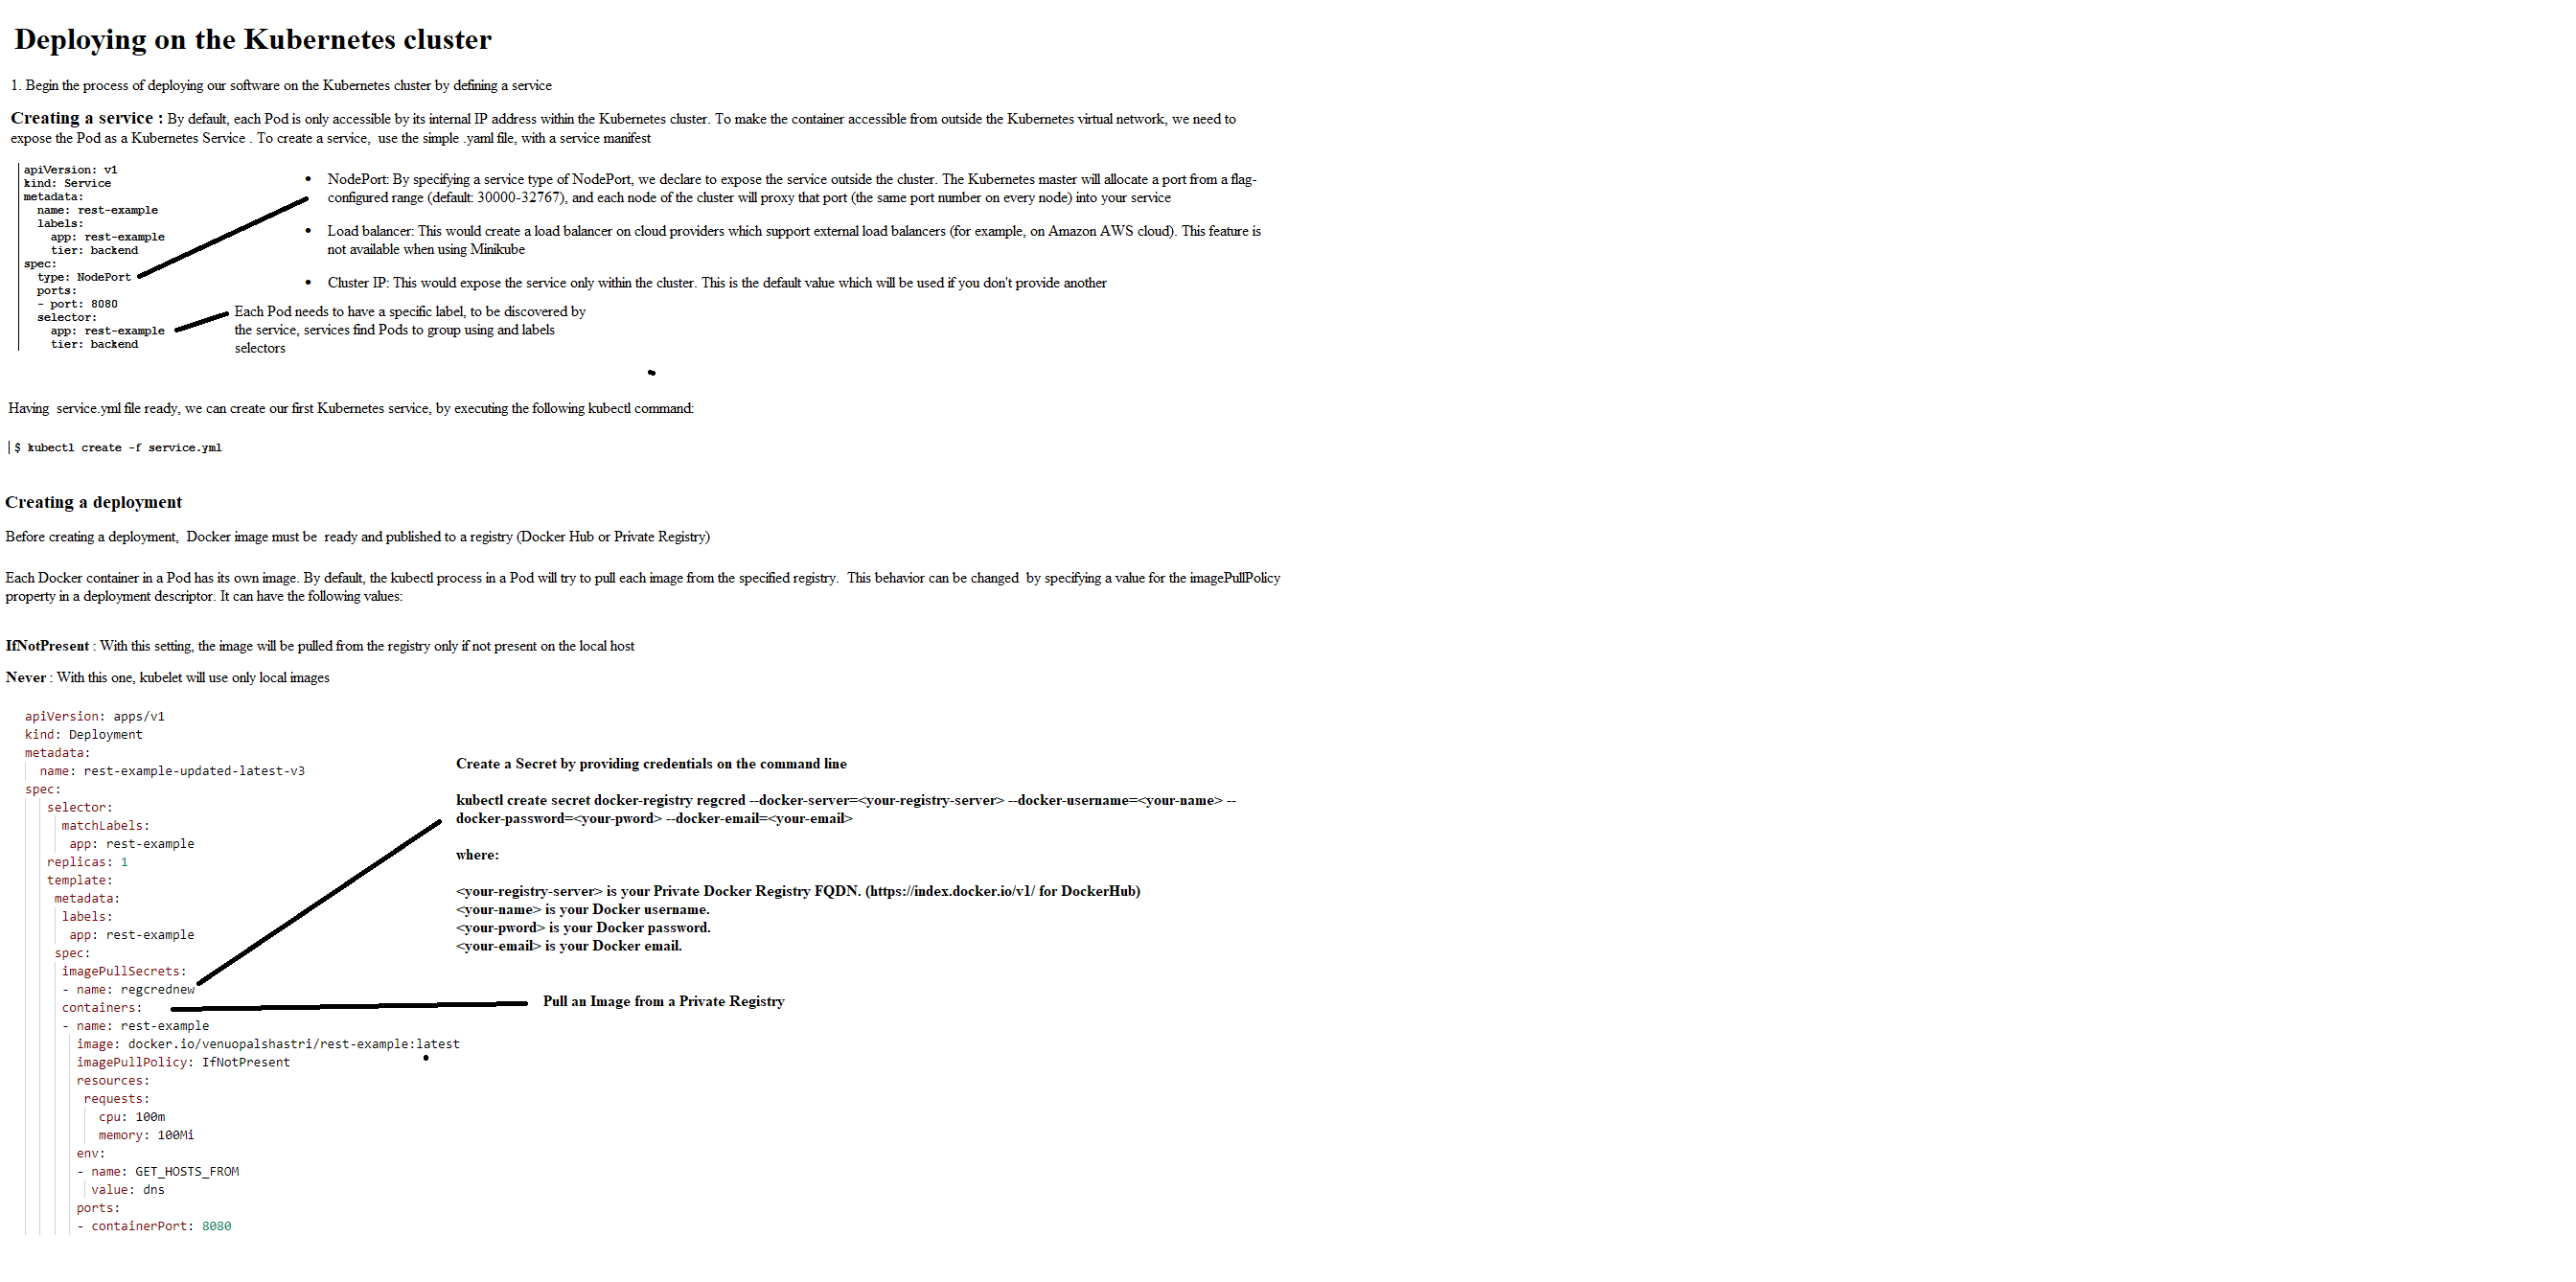 Deploying on the Kubernetes cluster
1. Begin the process of deploying our software on the Kubernetes cluster by defining a service
Creating a service : By default, each Pod is only accessible by its internal IP address within the Kubernetes cluster. To make the container accessible from outside the Kubernetes virtual network, we need to
expose the Pod as a Kubernetes Service . To create a service,  use the simple .yaml file, with a service manifest
apiVersion: v1
kind: Service
metadata:
  name: rest-example
  labels:
    app: rest-example
    tier: backend
spec:
  type: NodePort
  ports:
  - port: 8080
  selector:
    app: rest-example
    tier: backend
• NodePort: By specifying a service type of NodePort, we declare to expose the service outside the cluster. The Kubernetes master will allocate a port from a flag-
configured range (default: 30000-32767), and each node of the cluster will proxy that port (the same port number on every node) into your service
• Load balancer: This would create a load balancer on cloud providers which support external load balancers (for example, on Amazon AWS cloud). This feature is
not available when using Minikube
• Cluster IP: This would expose the service only within the cluster. This is the default value which will be used if you don't provide another
Each Pod needs to have a specific label, to be discovered by
the service, services find Pods to group using and labels
selectors
Having  service.yml file ready, we can create our first Kubernetes service, by executing the following kubectl command:
$ kubectl create -f service.yml
Creating a deployment
Before creating a deployment,  Docker image must be  ready and published to a registry (Docker Hub or Private Registry)
Each Docker container in a Pod has its own image. By default, the kubectl process in a Pod will try to pull each image from the specified registry.  This behavior can be changed  by specifying a value for the imagePullPolicy
property in a deployment descriptor. It can have the following values:
IfNotPresent : With this setting, the image will be pulled from the registry only if not present on the local host
Never : With this one, kubelet will use only local images
apiVersion: apps/v1
kind: Deployment
metadata:
  name: rest-example-updated-latest-v3
spec:
   selector:
     matchLabels:
      app: rest-example
   replicas: 1
   template:
    metadata:
     labels:
      app: rest-example
    spec:
     imagePullSecrets:
     - name: regcrednew
     containers:
     - name: rest-example
       image: docker.io/venuopalshastri/rest-example:latest
       imagePullPolicy: IfNotPresent
       resources:
        requests:
          cpu: 100m
          memory: 100Mi
       env:
       - name: GET_HOSTS_FROM
         value: dns
       ports:
       - containerPort: 8080
Create a Secret by providing credentials on the command line
kubectl create secret docker-registry regcred --docker-server=<your-registry-server> --docker-username=<your-name> --
docker-password=<your-pword> --docker-email=<your-email>
where:
<your-registry-server> is your Private Docker Registry FQDN. (https://index.docker.io/v1/ for DockerHub)
<your-name> is your Docker username.
<your-pword> is your Docker password.
<your-email> is your Docker email.
Pull an Image from a Private Registry